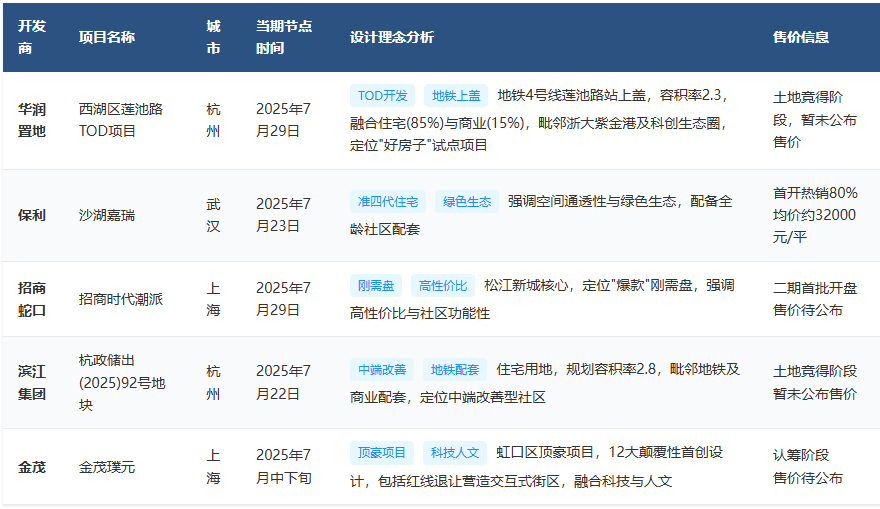 开发商 项目名称 城市 当期节点时间 设计理念分析 售价信息
华润置地 西湖区莲池路TOD项目 杭州 2025年7月29日 TOD开发 地铁上盖 地铁4号线莲池路站上盖，容积率2.3，融合住宅(85%)与商业(15%)，毗邻浙大紫金港及科创生态圈，定位"好房子"试点项目 土地竞得阶段，暂未公布售价
保利 沙湖嘉瑞 武汉 2025年7月23日 准四代住宅 绿色生态 强调空间通透性与绿色生态，配备全龄社区配套 首开热销80%均价约32000元/平
招商蛇口 招商时代潮派 上海 2025年7月29日 刚需盘 高性价比 松江新城核心，定位"爆款"刚需盘，强调高性价比与社区功能性 二期首批开盘售价待公布
滨江集团 杭政储出(2025)92号地块 杭州 2025年7月22日 中端改善 地铁配套 住宅用地，规划容积率2.8，毗邻地铁及商业配套，定位中端改善型社区 土地竞得阶段暂未公布售价
金茂 金茂璞元 上海 2025年7月中下旬 顶豪项目 科技人文 虹口区顶豪项目，12大颠覆性首创设计，包括红线退让营造交互式街区，融合科技与人文 认筹阶段售价待公布